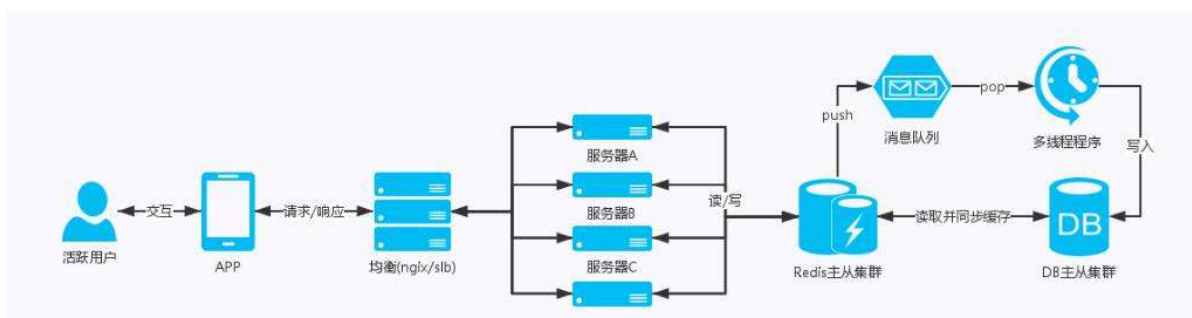 活跃用户
交互
APP
请求/响应
均衡(ngix/slb)
服务器A
服务器B
服务器C
读/写
Redis主从集群
push
消息队列
pop
多线程程序
写入
读取并同步缓存
DB
DB主从集群